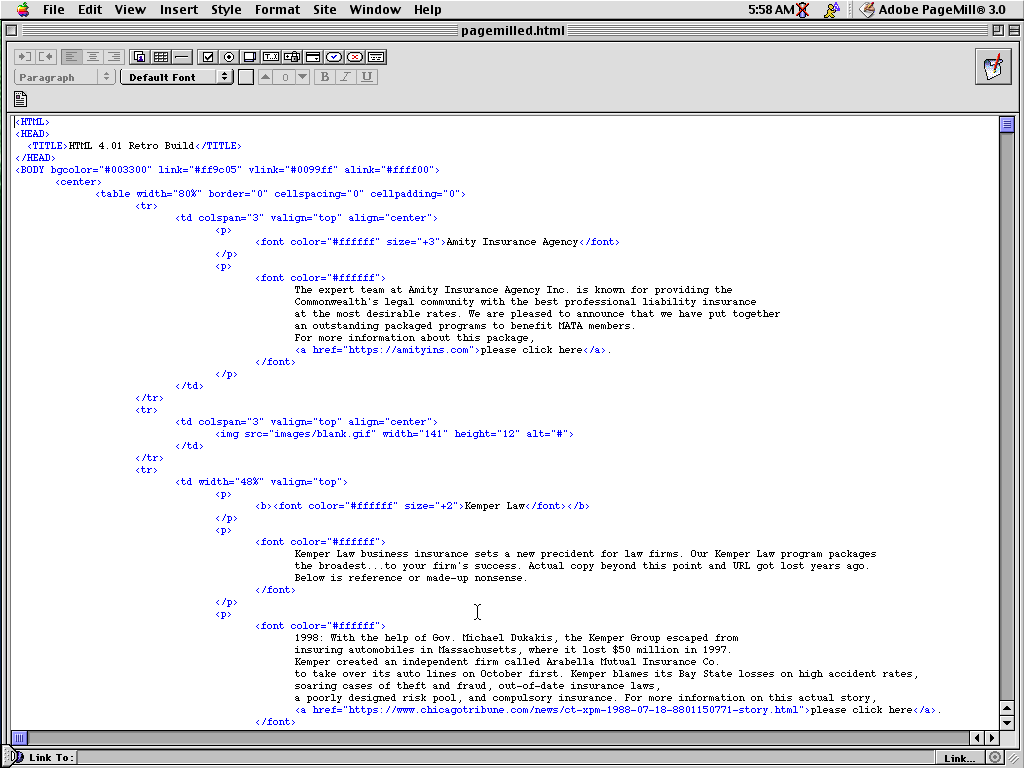 File Edit View Insert Style Format Site Window Help 5:58 AM Adobe PageMill® 3.0
pagemilled.html
Paragraph Default Font 0 B I U
<HTML>
<HEAD>
<TITLE>HTML 4.01 Retro Build</TITLE>
</HEAD>
<BODY bgcolor="#003300" link="#ff9c05" vlink="#0099ff" alink="#ffff00">
<center>
<table width="80%" border="0" cellspacing="0" cellpadding="0">
<tr>
<td colspan="3" valign="top" align="center">
<p>
<font color="#ffffff" size="+3">Amity Insurance Agency</font>
</p>
<p>
<font color="#ffffff">
The expert team at Amity Insurance Agency Inc. is known for providing the
Commonwealth's legal community with the best professional liability insurance
at the most desirable rates. We are pleased to announce that we have put together
an outstanding packaged programs to benefit MATA members.
For more information about this package,
<a href="https://amityins.com">please click here</a>.
</font>
</p>
</td>
</tr>
<tr>
<td colspan="3" valign="top" align="center">
<img src="images/blank.gif" width="141" height="12" alt="#">
</td>
</tr>
<tr>
<td width="48%" valign="top">
<p>
<b><font color="#ffffff" size="+2">Kemper Law</font></b>
</p>
<p>
<font color="#ffffff">
Kemper Law business insurance sets a new precident for law firms. Our Kemper Law program packages
the broadest...to your firm's success. Actual copy beyond this point and URL got lost years ago.
Below is reference or made-up nonsense.
</font>
</p>
<p>
<font color="#ffffff">
1998: With the help of Gov. Michael Dukakis, the Kemper Group escaped from
insuring automobiles in Massachusetts, where it lost $50 million in 1997.
Kemper created an independent firm called Arabella Mutual Insurance Co.
to take over its auto lines on October first. Kemper blames its Bay State losses on high accident rates,
soaring cases of theft and fraud, out-of-date insurance laws,
a poorly designed risk pool, and compulsory insurance. For more information on this actual story,
<a href="https://www.chicagotribune.com/news/ct-xpm-1988-07-18-8801150771-story.html">please click here</a>.
</font>
Link To: Link...